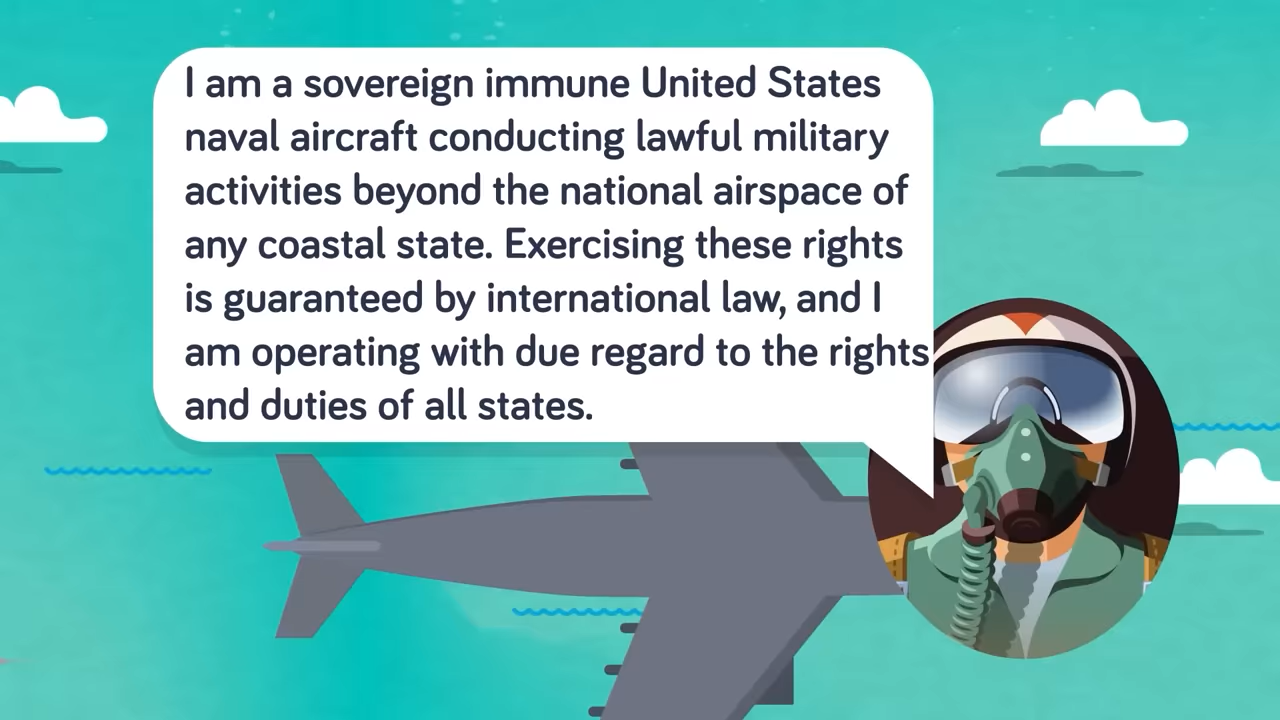 I am a sovereign immune United States
naval aircraft conducting lawful military
activities beyond the national airspace of
any coastal state. Exercising these rights
is guaranteed by international law, and I
am operating with due regard to the rights
and duties of all states.